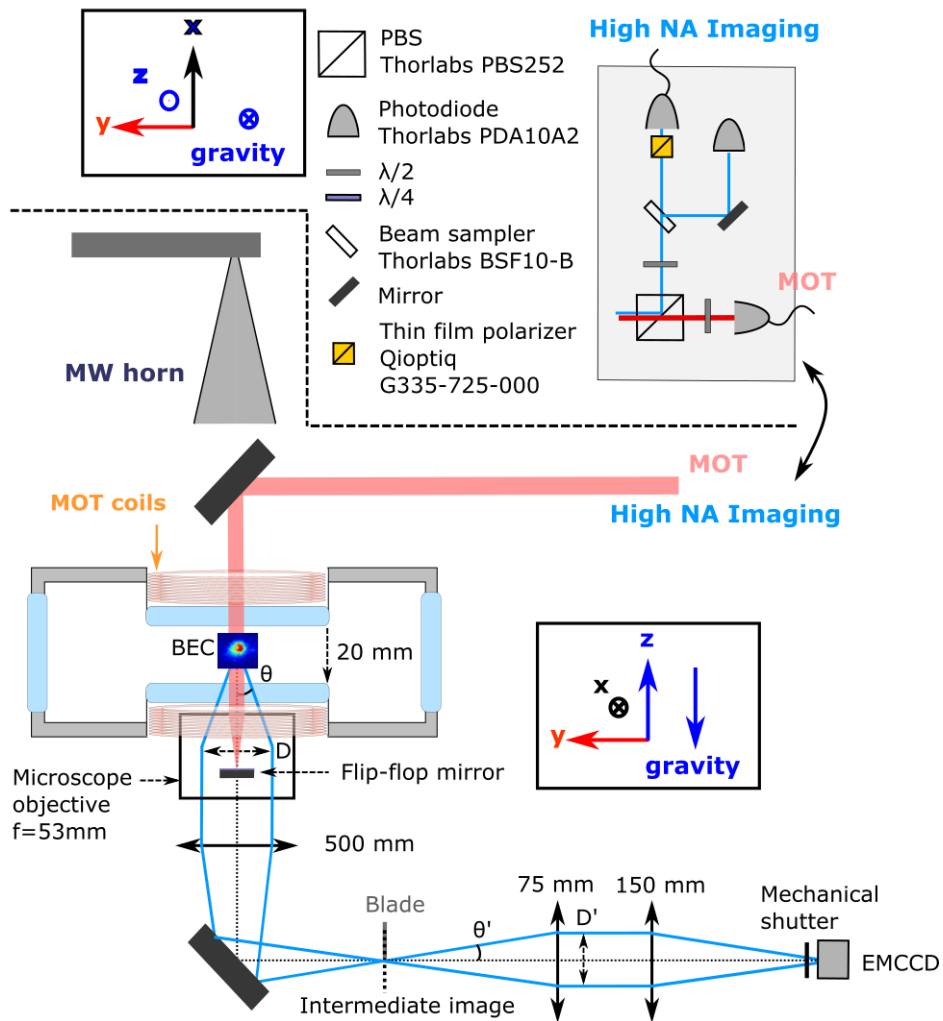 x
z
y
gravity
PBS
Thorlabs PBS252
Photodiode
Thorlabs PDA10A2
λ/2
λ/4
Beam sampler
Thorlabs BSF10-B
Mirror
Thin film polarizer
Qioptiq
G335-725-000
High NA Imaging
MOT
MW horn
MOT
High NA Imaging
MOT coils
BEC
20 mm
θ
D
Flip-flop mirror
Microscope
objective
f=53mm
500 mm
z
x
y
gravity
Blade
θ'
Intermediate image
75 mm
150 mm
D'
Mechanical
shutter
EMCCD